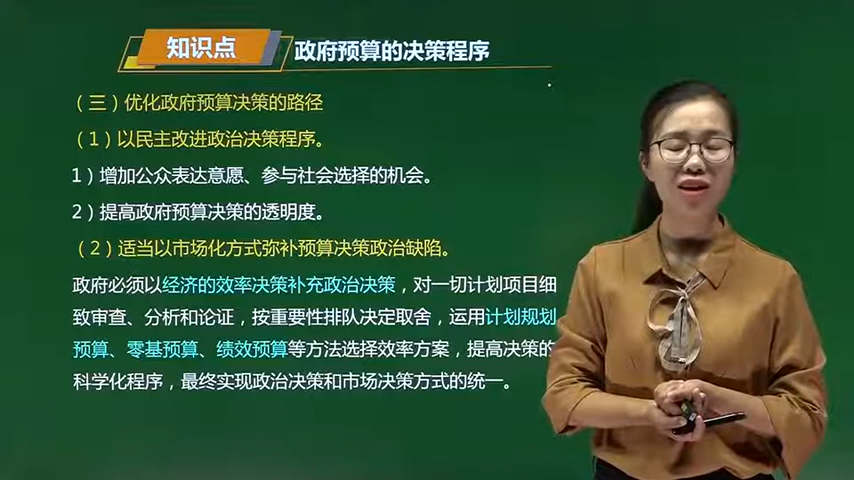 知识点
政府预算的决策程序
（三）优化政府预算决策的路径
（1）以民主改进政治决策程序。
1）增加公众表达意愿、参与社会选择的机会。
2）提高政府预算决策的透明度。
（2）适当以市场化方式弥补预算决策政治缺陷。
政府必须以经济的效率决策补充政治决策，对一切计划项目细
致审查、分析和论证，按重要性排队决定取舍，运用计划规划
预算、零基预算、绩效预算等方法选择效率方案，提高决策的
科学化程序，最终实现政治决策和市场决策方式的统一。